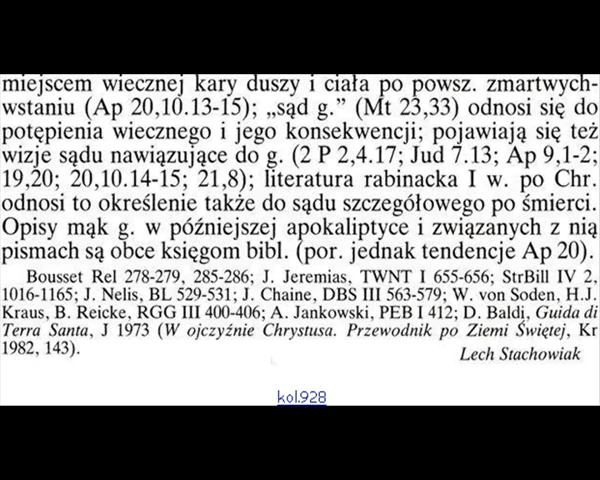 miejscem wiecznej kary duszy i ciała po powsz. zmartwych-
wstaniu (Ap 20,10.13-15); „sąd g.” (Mt 23,33) odnosi się do
potępienia wiecznego i jego konsekwencji; pojawiają się też
wizje sądu nawiązujące do g. (2 P 2,4.17; Jud 7.13; Ap 9,1-2;
19,20; 20,10.14-15; 21,8); literatura rabinacka I w. po Chr.
odnosi to określenie także do sądu szczegółowego po śmierci.
Opisy mąk g. w późniejszej apokaliptyce i związanych z nią
pismach są obce księgom bibl. (por. jednak tendencje Ap 20).
Bousset Rel 278-279, 285-286; J. Jeremias, TWNT I 655-656; StrBill IV 2,
1016-1165; J. Nelis, BL 529-531; J. Chaine, DBS III 563-579; W. von Soden, H.J.
Kraus, B. Reicke, RGG III 400-406; A. Jankowski, PEB I 412; D. Baldi, Guida di
Terra Santa, J 1973 (W ojczyźnie Chrystusa. Przewodnik po Ziemi Świętej, Kr
1982, 143).
Lech Stachowiak
kol.928